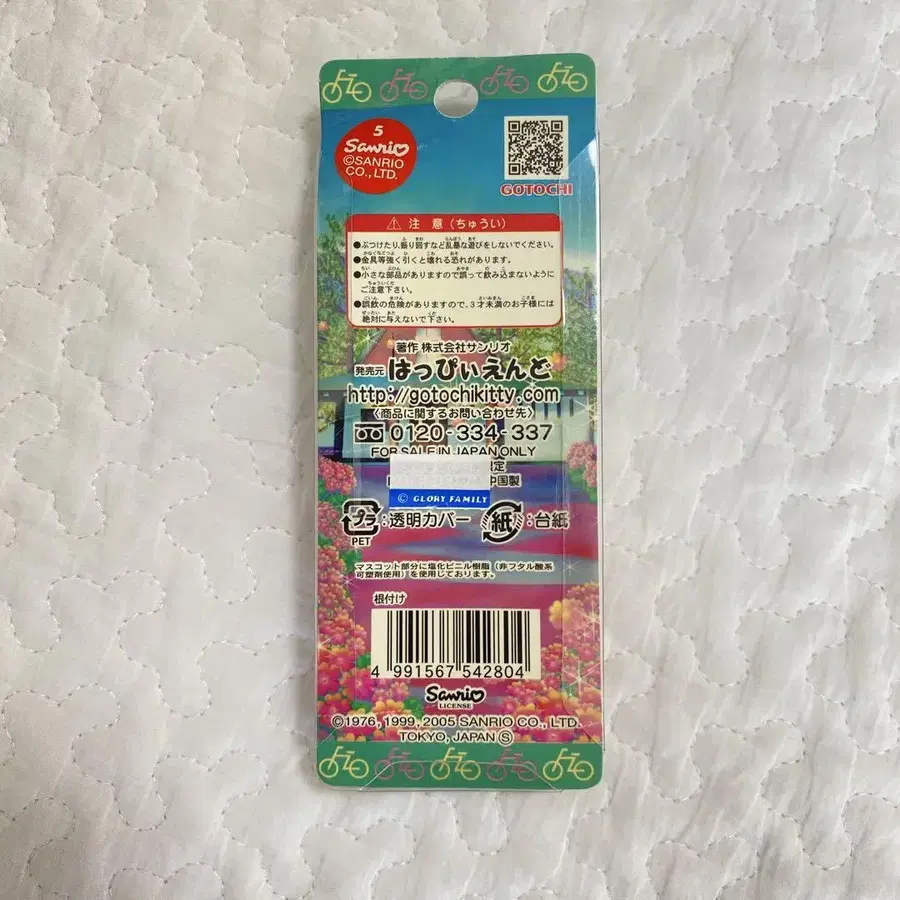 5
Sanrio
©SANRIO
CO.,LTD.
GOTOCHI
⚠ 注 意 (ちゅうい)
●ぶつけたり、振り回すなど乱暴な遊びをしないでください。
●金具等強く引くと壊れる恐れがあります。
●小さな部品がありますので誤って飲み込まないように
ご注意下さい。
●誤飲の危険がありますので、3才未満のお子様には
絶対に与えないで下さい。
著作 株式会社サンリオ
発売元 はっぴぃえんど
http://gotochikitty.com
〈商品に関するお問い合わせ先〉
0120-334-337
FOR SALE IN JAPAN ONLY
定
中国製
© GLORY FAMILY
プラ:透明カバー 紙:台紙
PET
マスコット部分に塩化ビニル樹脂(非フタル酸系
可塑剤使用)を使用しております。
根付け
4 991567 542804
Sanrio
LICENSE
©1976, 1999, 2005 SANRIO CO., LTD.
TOKYO, JAPAN Ⓢ